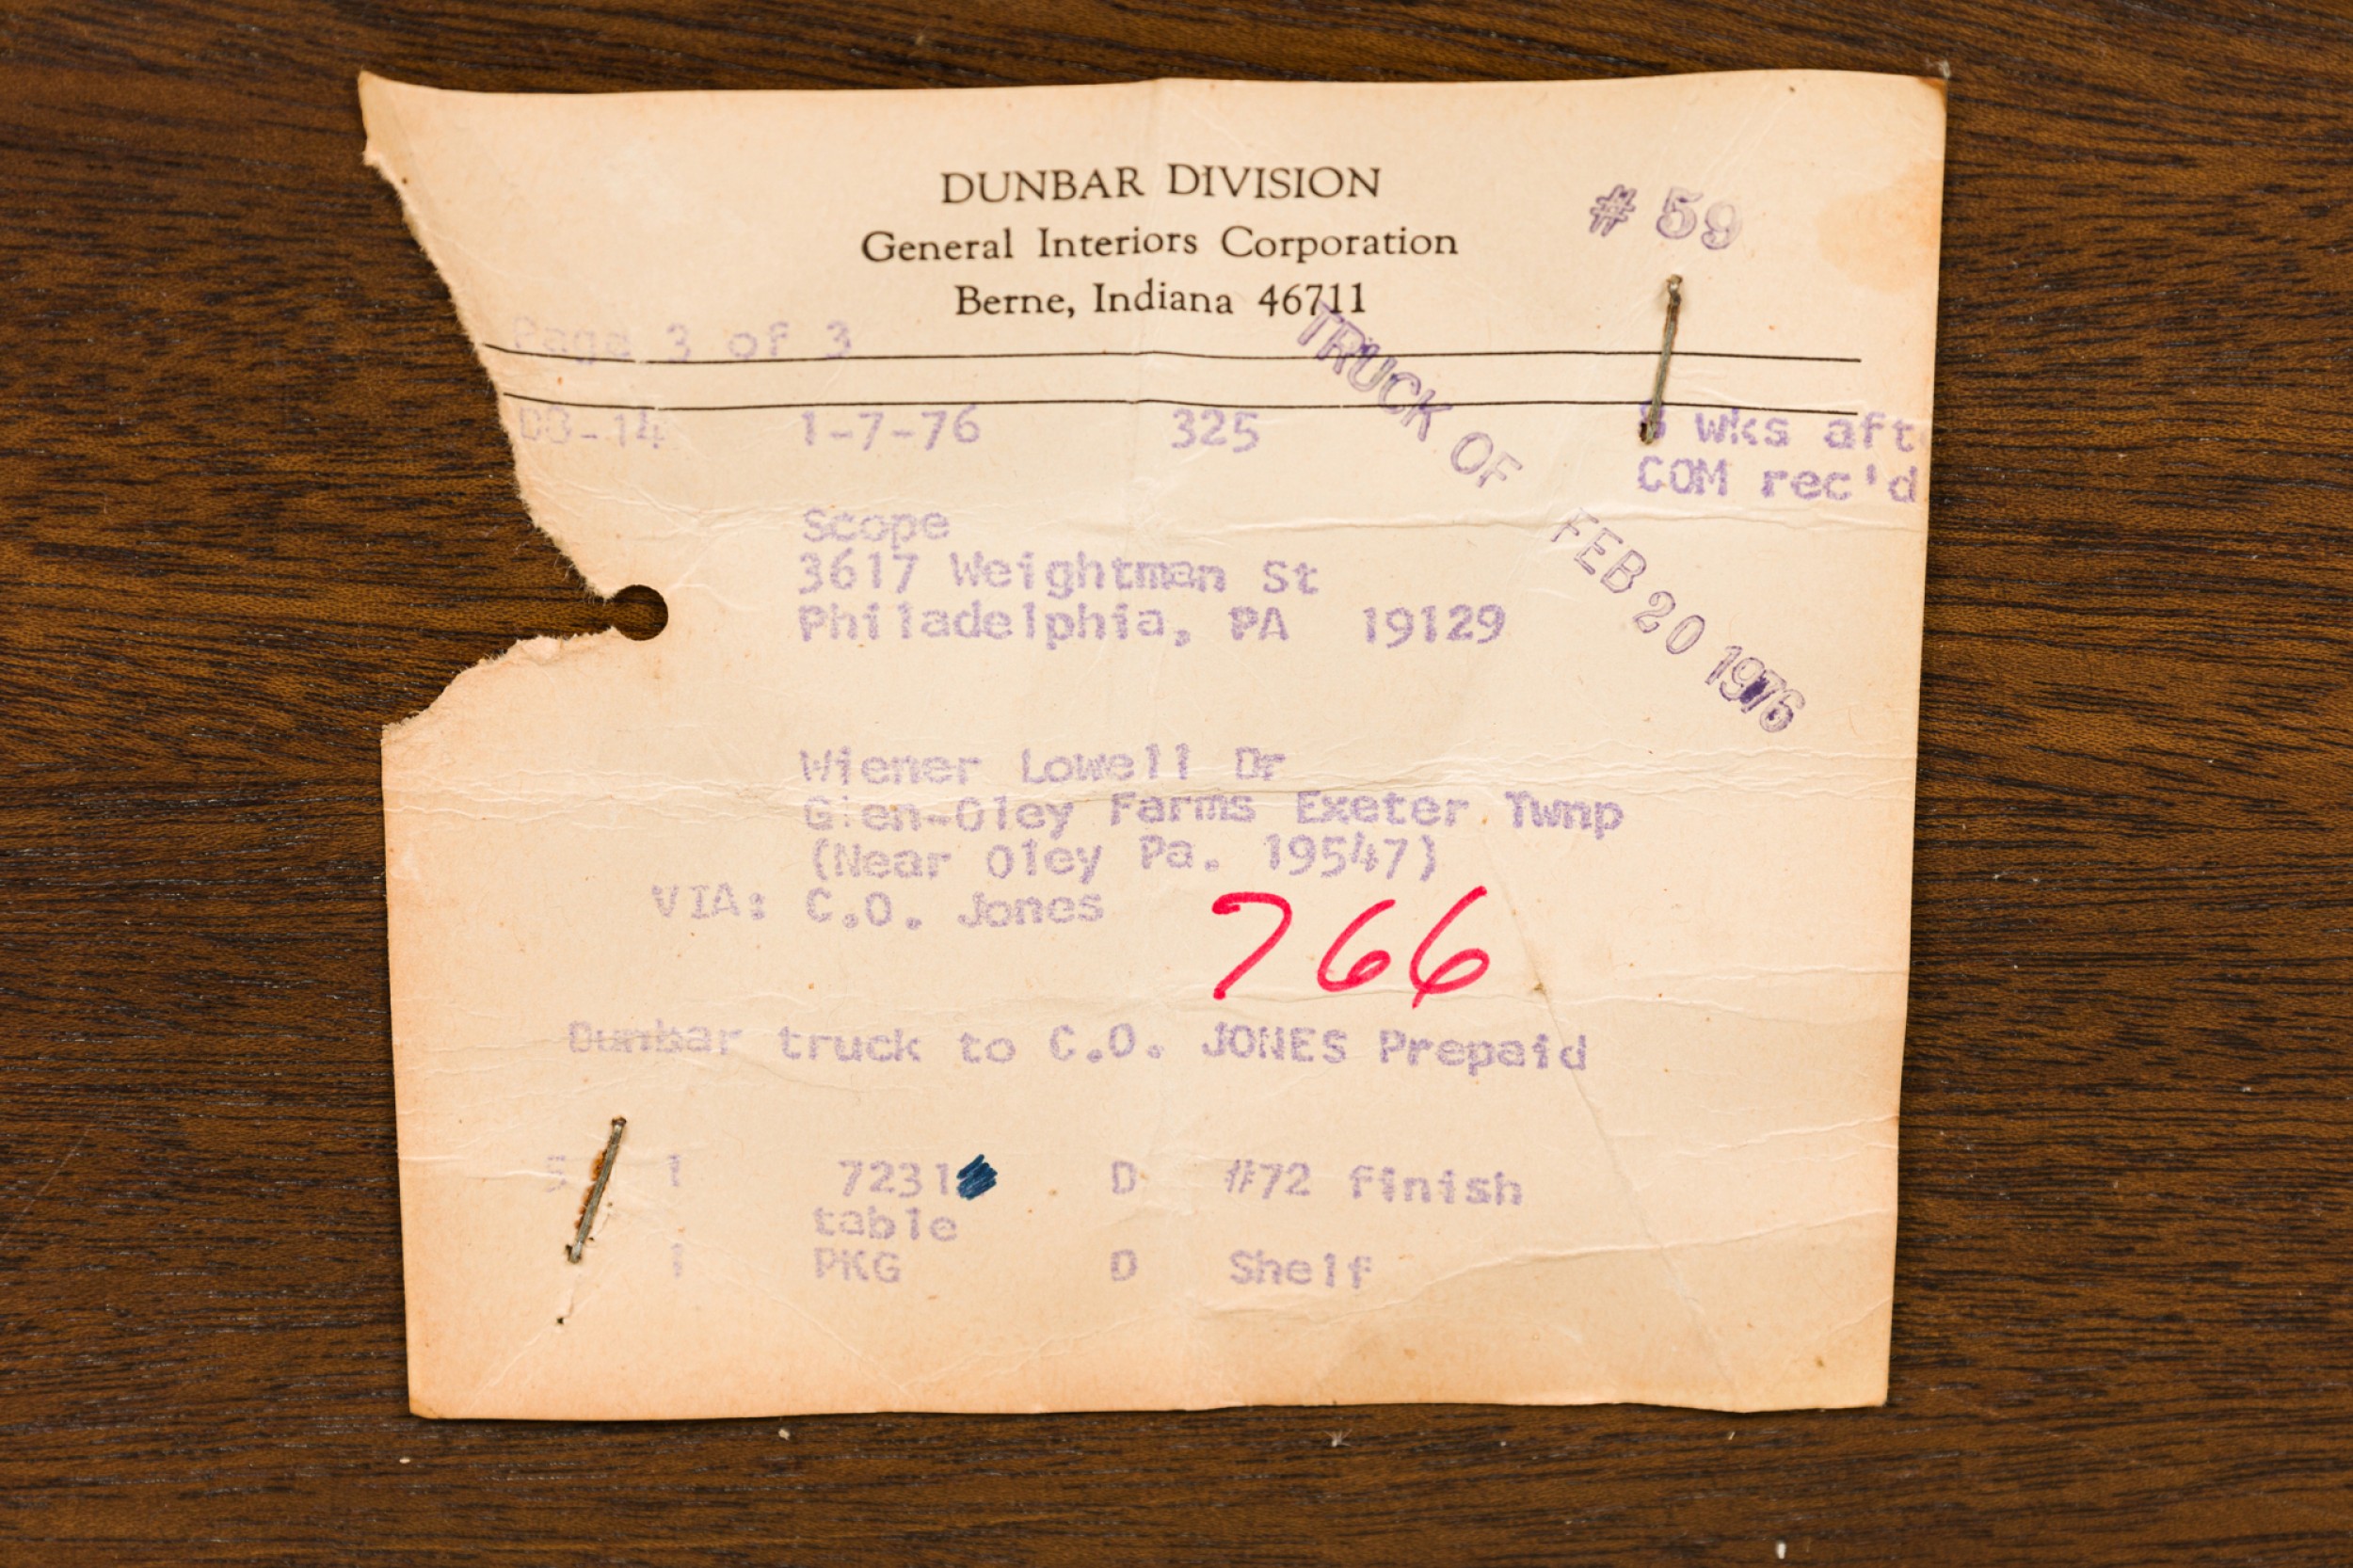 DUNBAR DIVISION
# 59
General Interiors Corporation
Berne, Indiana 46711
Page 3 of 3
TRUCK OF
FEB 20 1976
1-7-76 325 8 wks aft
COM rec'd
Scope
3617 Weightman St
Philadelphia, PA 19129
Wiener Lowell Dr
Glen-Oley Farms Exeter Twnp
(Near Oley Pa. 19547)
VIA: C.O. Jones
766
Dunbar truck to C.O. JONES Prepaid
5 1 7231 D #72 finish
table
1 PKG D Shelf